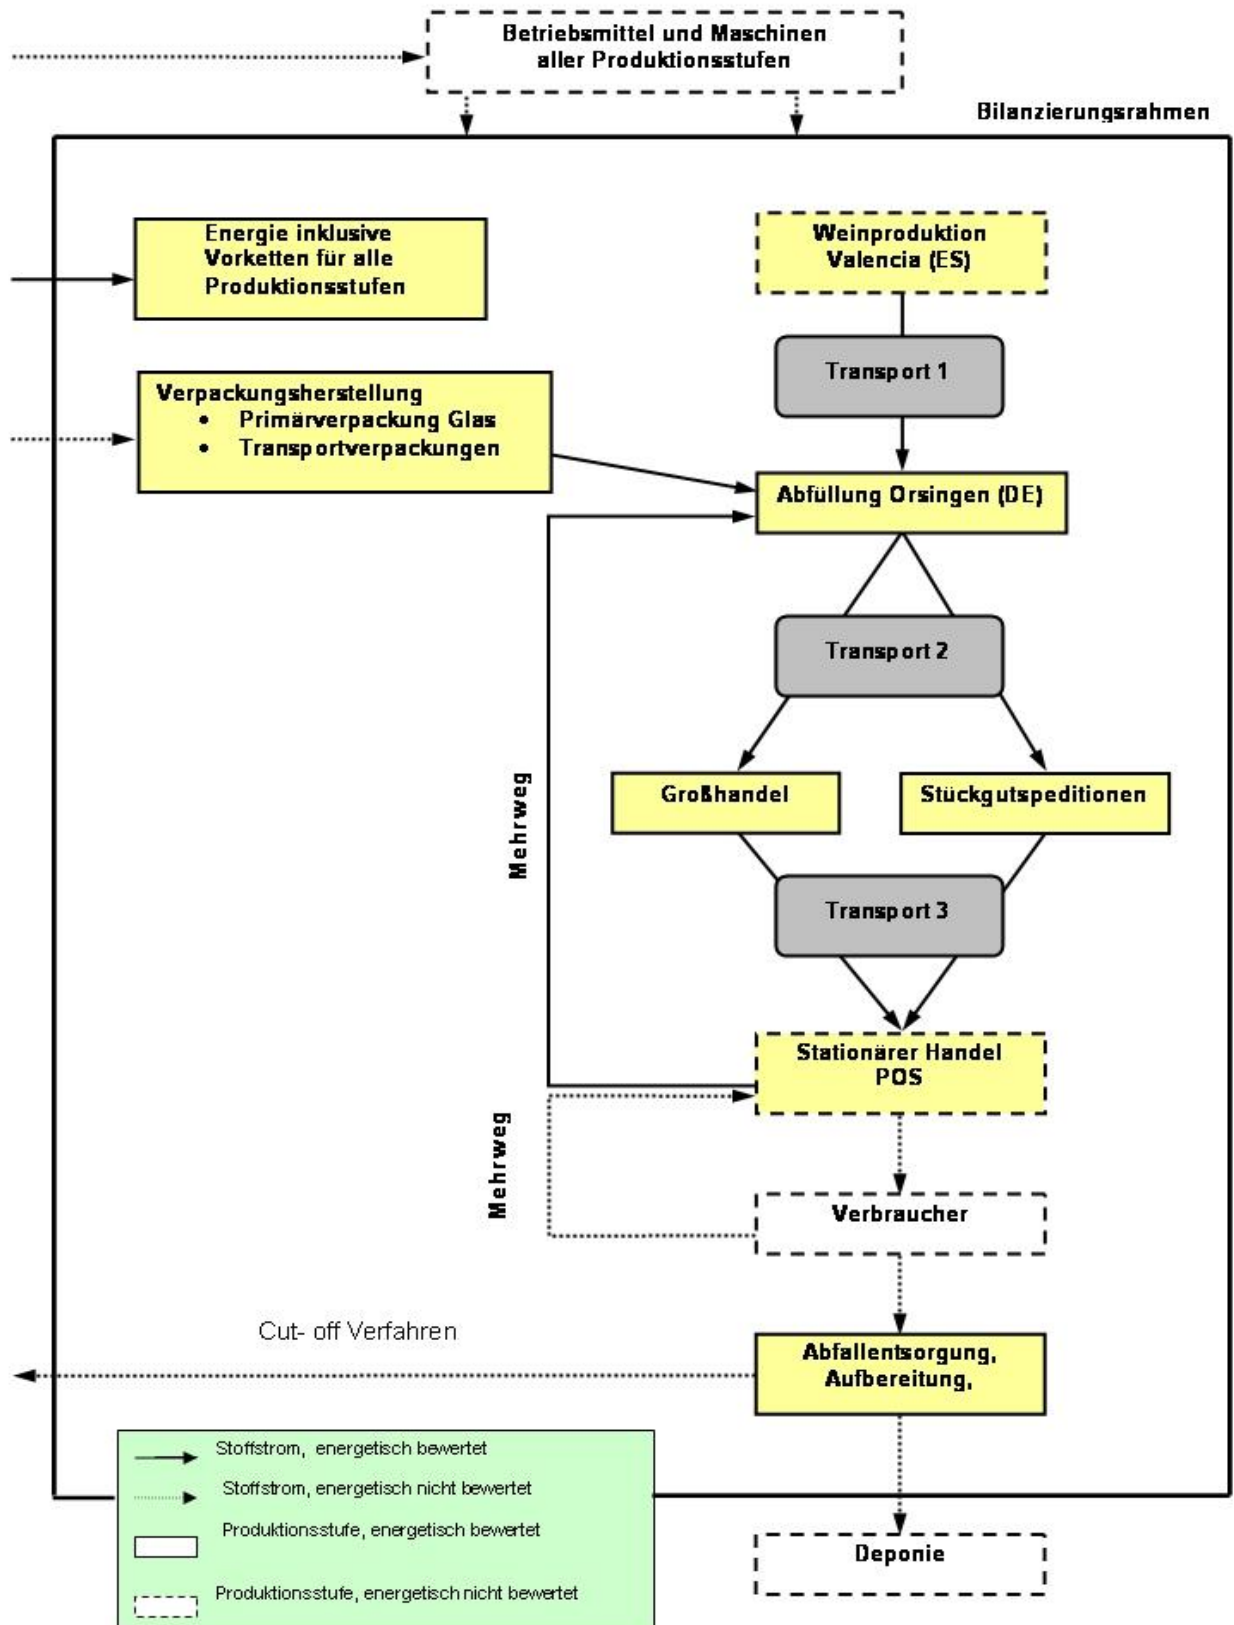 Betriebsmittel und Maschinen
aller Produktionsstufen
Bilanzierungsrahmen
Energie inklusive
Vorketten für alle
Produktionsstufen
Weinproduktion
Valencia (ES)
Transport 1
Verpackungsherstellung
• Primärverpackung Glas
• Transportverpackungen
Abfüllung Orsingen (DE)
Transport 2
Mehrweg
Großhandel
Stückgutspeditionen
Transport 3
Stationärer Handel
POS
Mehrweg
Verbraucher
Cut- off Verfahren
Abfallentsorgung,
Aufbereitung,
Stoffstrom, energetisch bewertet
Stoffstrom, energetisch nicht bewertet
Produktionsstufe, energetisch bewertet
Produktionsstufe, energetisch nicht bewertet
Deponie